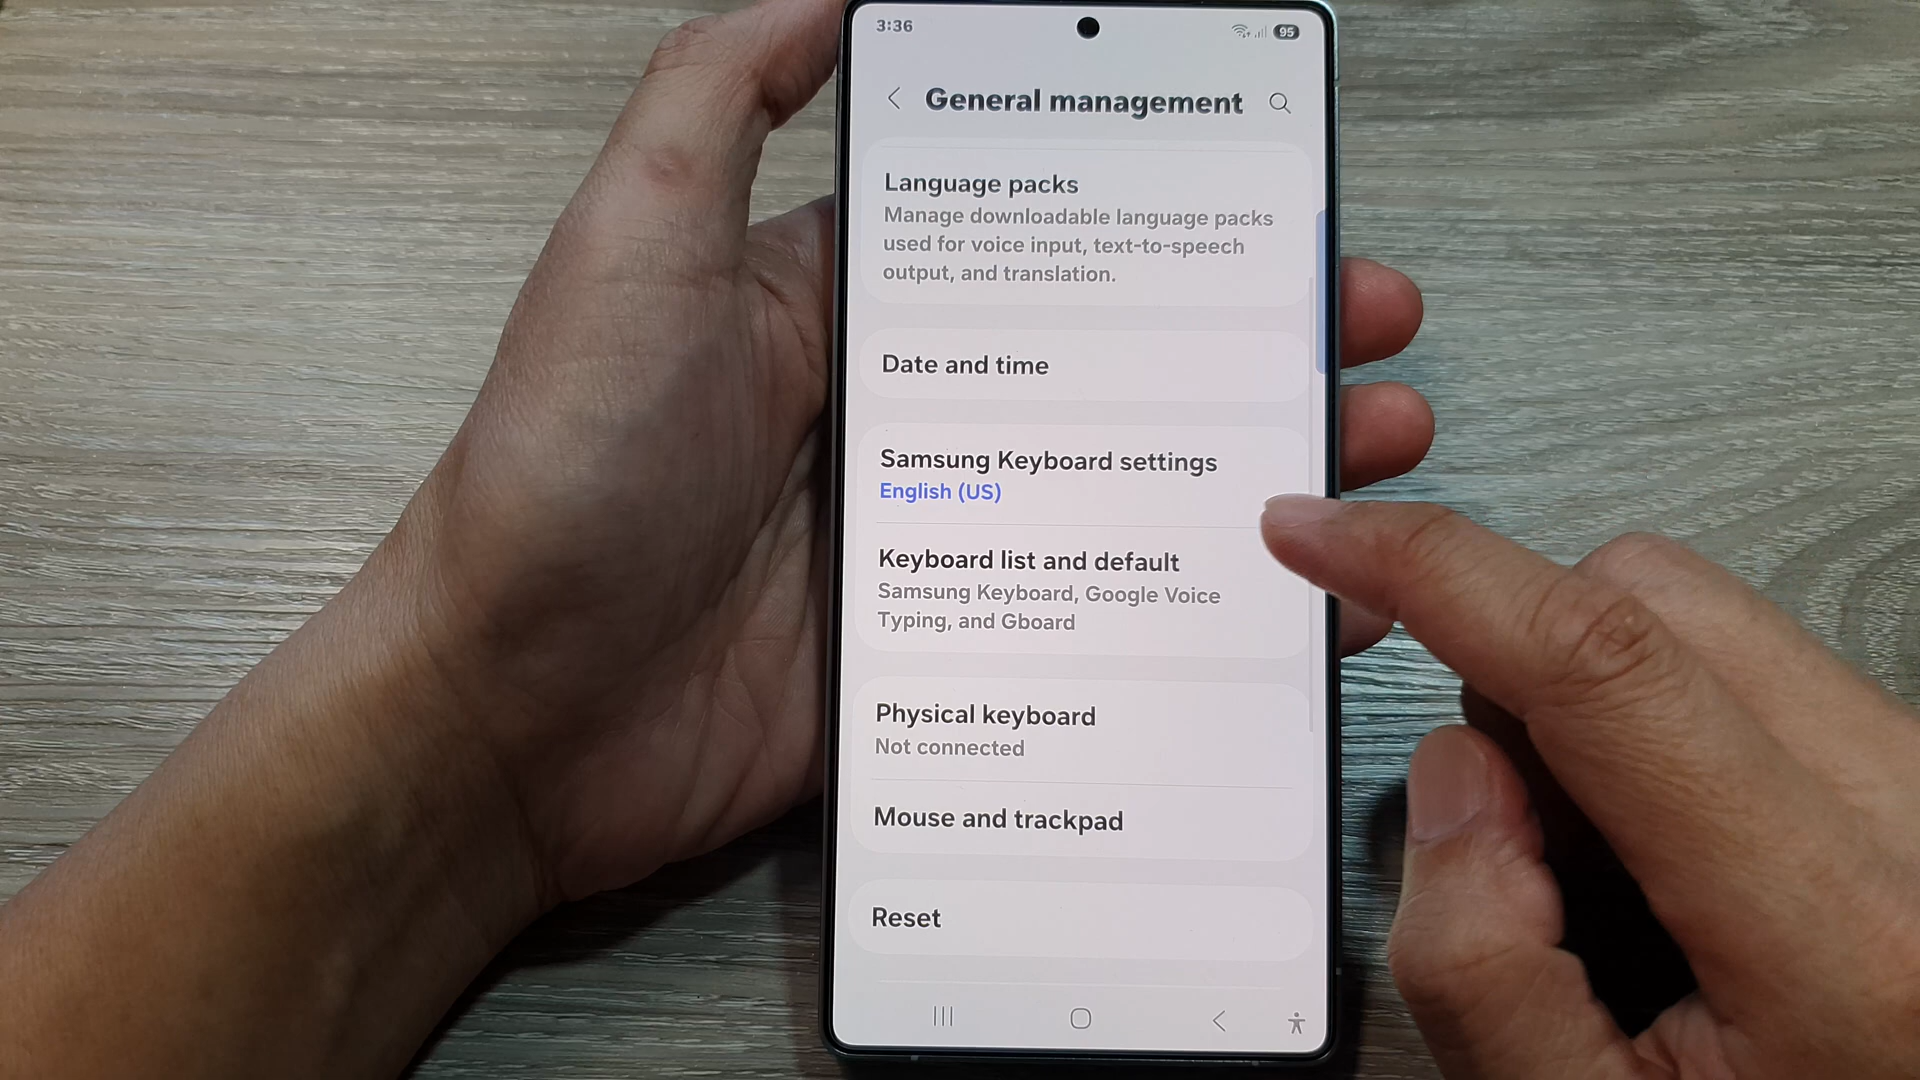 3:36
95
General management
Language packs
Manage downloadable language packs
used for voice input, text-to-speech
output, and translation.
Date and time
Samsung Keyboard settings
English (US)
Keyboard list and default
Samsung Keyboard, Google Voice
Typing, and Gboard
Physical keyboard
Not connected
Mouse and trackpad
Reset